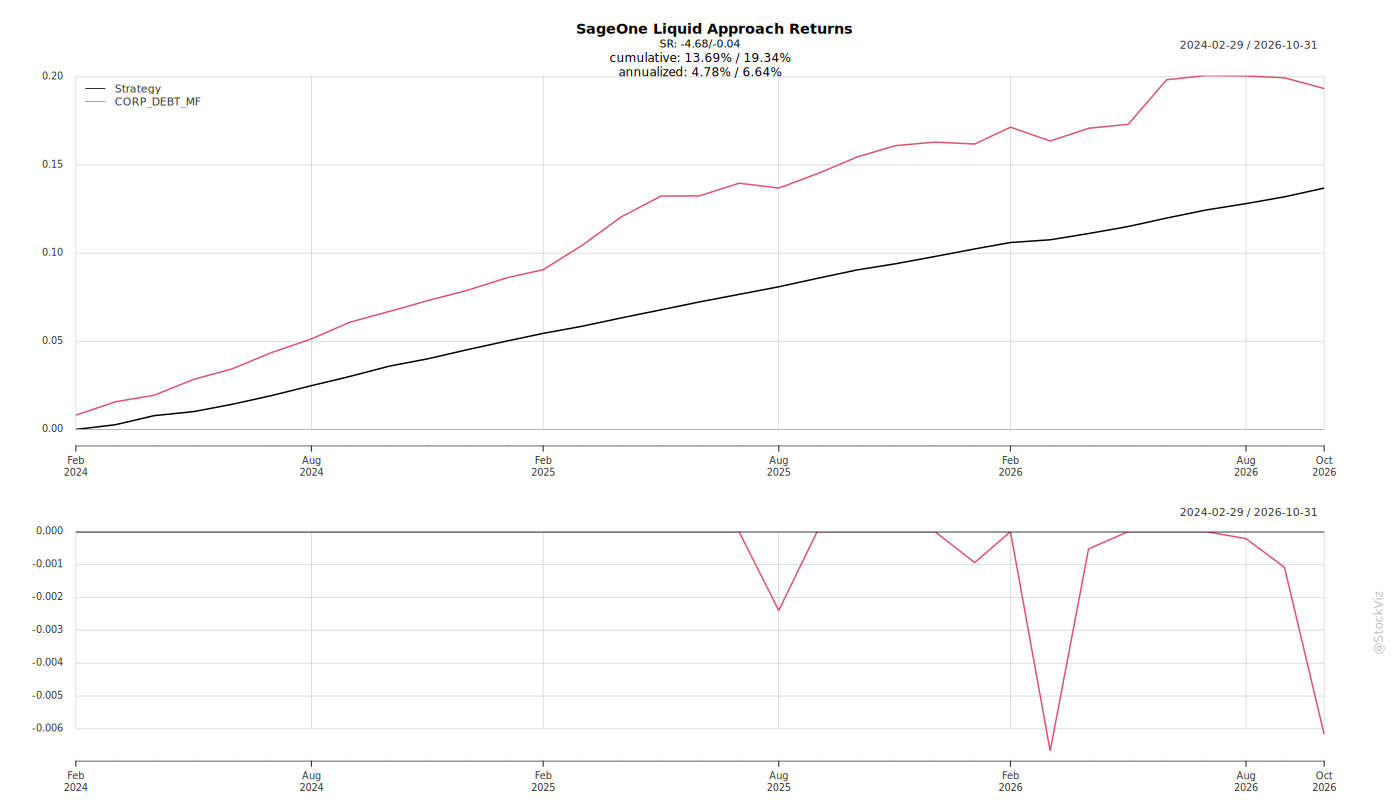 SageOne Liquid Approach Returns
SR: -4.68/-0.04
cumulative: 13.69% / 19.34%
annualized: 4.78% / 6.64%
2024-02-29 / 2026-10-31
Strategy
CORP_DEBT_MF
0.20
0.15
0.10
0.05
0.00
Feb Aug Feb Aug Feb Aug Oct
2024 2024 2025 2025 2026 2026 2026
2024-02-29 / 2026-10-31
0.000
-0.001
-0.002
-0.003
-0.004
-0.005
-0.006
Feb Aug Feb Aug Feb Aug Oct
2024 2024 2025 2025 2026 2026 2026
@StockViz